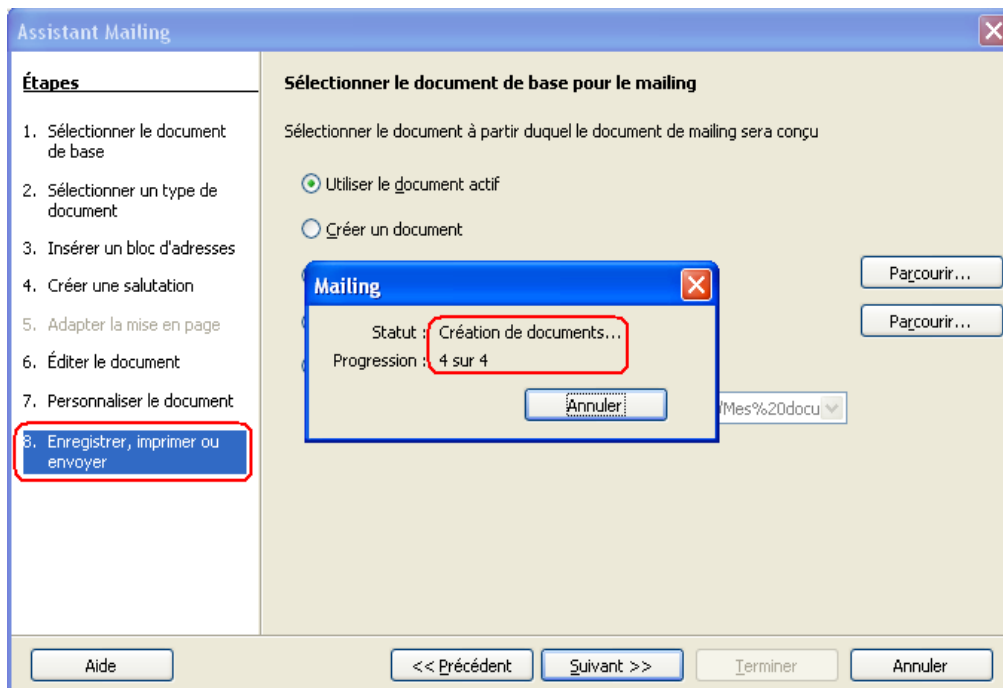 Assistant Mailing
Étapes
1. Sélectionner le document
de base
2. Sélectionner un type de
document
3. Insérer un bloc d'adresses
4. Créer une salutation
5. Adapter la mise en page
6. Éditer le document
7. Personnaliser le document
8. Enregistrer, imprimer ou
envoyer
Sélectionner le document de base pour le mailing
Sélectionner le document à partir duquel le document de mailing sera conçu
Utiliser le document actif
Créer un document
Parcourir...
Parcourir...
Mailing
Statut : Création de documents...
Progression : 4 sur 4
Annuler
/Mes%20docu
Aide
<< Précédent
Suivant >>
Terminer
Annuler